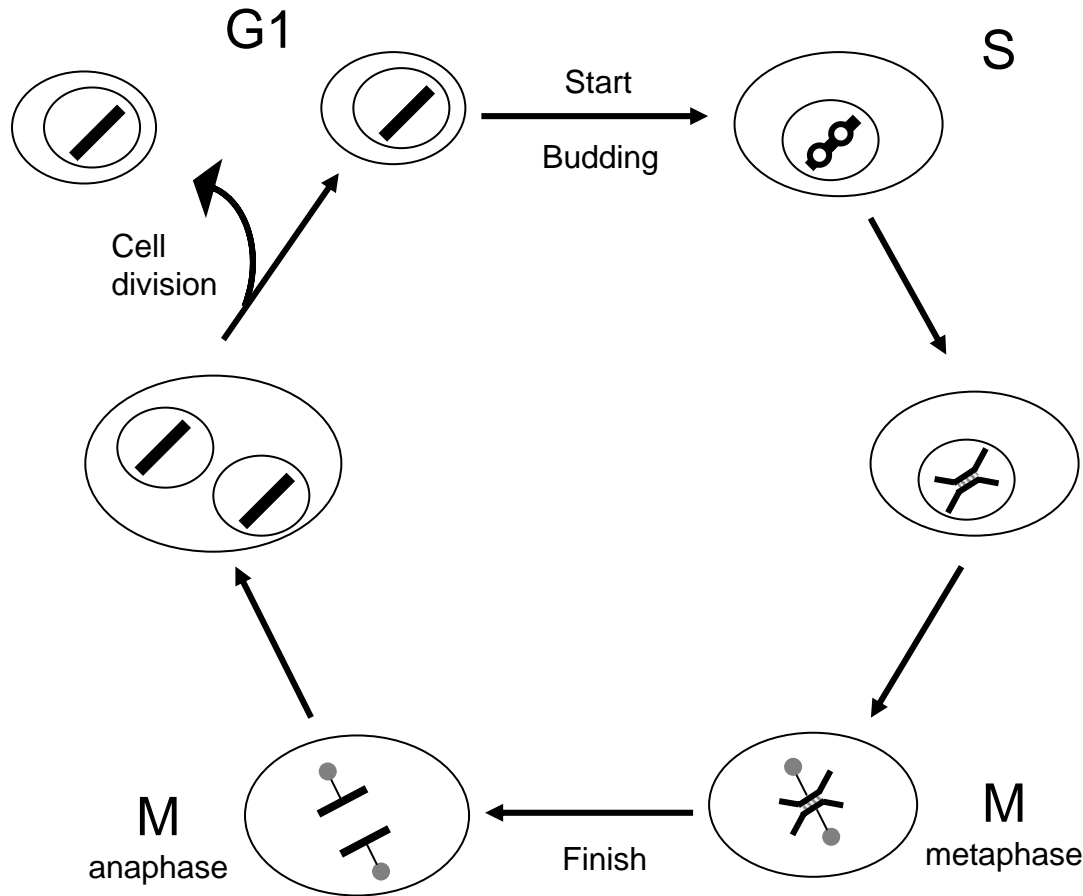 G1
S
Start
Budding
Cell
division
M
anaphase
Finish
M
metaphase